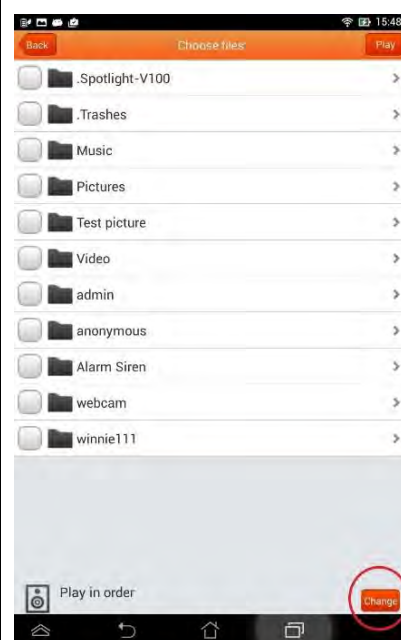 15:48
Back Choose files Play
.Spotlight-V100
.Trashes
Music
Pictures
Test picture
Video
admin
anonymous
Alarm Siren
webcam
winnie111
Play in order
Change